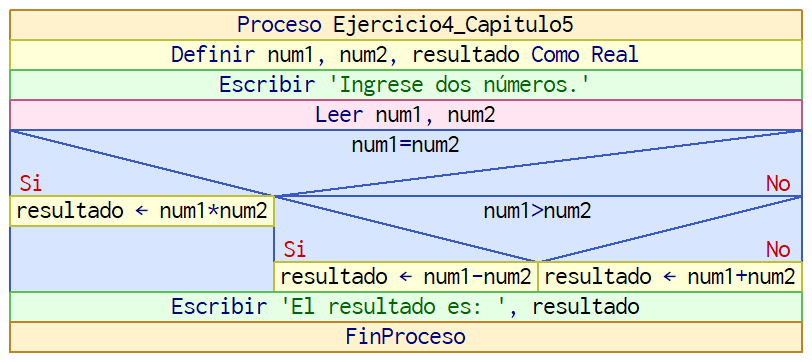 Proceso Ejercicio4_Capitulo5
Definir num1, num2, resultado Como Real
Escribir 'Ingrese dos números.'
Leer num1, num2
num1=num2
Si No
resultado ← num1*num2
num1>num2
Si No
resultado ← num1-num2
resultado ← num1+num2
Escribir 'El resultado es: ', resultado
FinProceso